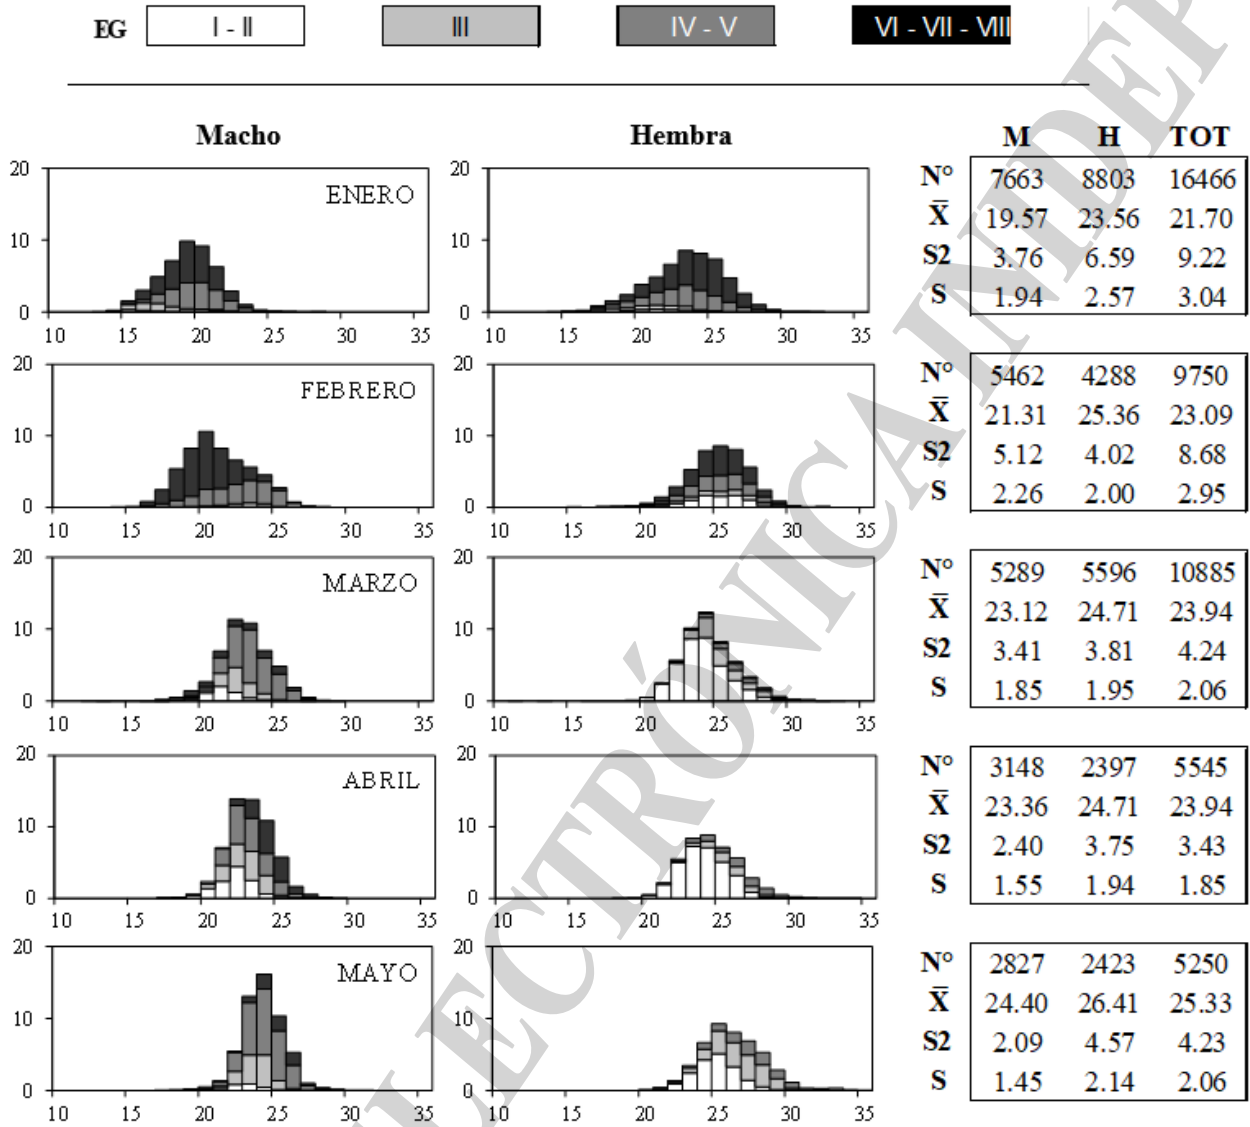 EG I - II III IV - V VI - VII - VIII
Macho Hembra M H TOT
20 20
ENERO
10 10
0 0
10 15 20 25 30 35 10 15 20 25 30 35
N° 7663 8803 16466
X̅ 19.57 23.56 21.70
S2 3.76 6.59 9.22
S 1.94 2.57 3.04
20 20
FEBRERO
10 10
0 0
10 15 20 25 30 35 10 15 20 25 30 35
N° 5462 4288 9750
X̅ 21.31 25.36 23.09
S2 5.12 4.02 8.68
S 2.26 2.00 2.95
20 20
MARZO
10 10
0 0
10 15 20 25 30 35 10 15 20 25 30 35
N° 5289 5596 10885
X̅ 23.12 24.71 23.94
S2 3.41 3.81 4.24
S 1.85 1.95 2.06
20 20
ABRIL
10 10
0 0
10 15 20 25 30 35 10 15 20 25 30 35
N° 3148 2397 5545
X̅ 23.36 24.71 23.94
S2 2.40 3.75 3.43
S 1.55 1.94 1.85
20 20
MAYO
10 10
0 0
10 15 20 25 30 35 10 15 20 25 30 35
N° 2827 2423 5250
X̅ 24.40 26.41 25.33
S2 2.09 4.57 4.23
S 1.45 2.14 2.06
LECTRÓNICA INIDEP